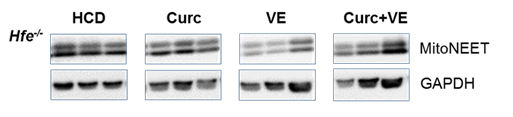 HCD Curc VE Curc+VE
Hfe-/-
MitoNEET
GAPDH